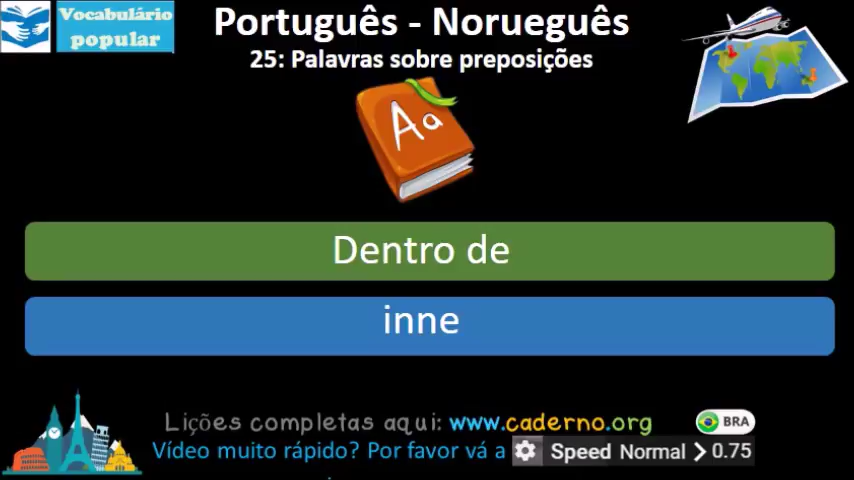 Vocabulário
popular
Português - Norueguês
25: Palavras sobre preposições
Aa
Dentro de
inne
Lições completas aqui: www.caderno.org
BRA
Vídeo muito rápido? Por favor vá a Speed Normal > 0.75